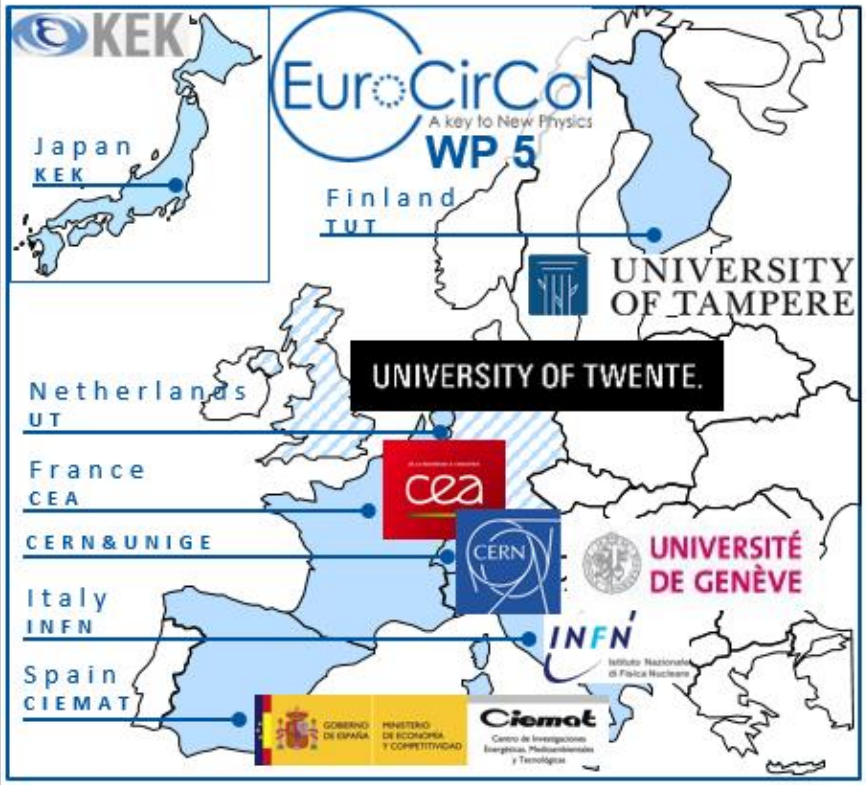 KEK
EuroCirCol
A key to New Physics
WP 5
Japan
KEK
Finland
TUT
UNIVERSITY
OF TAMPERE
UNIVERSITY OF TWENTE.
Netherlands
UT
France
CEA
cea
CERN&UNIGE
CERN
UNIVERSITÉ
DE GENÈVE
Italy
INFN
INFN
Istituto Nazionale
di Fisica Nucleare
Spain
CIEMAT
GOBIERNO
DE ESPAÑA
MINISTERIO
DE ECONOMÍA
Y COMPETITIVIDAD
Ciemat
Centro de Investigaciones
Energéticas, Medioambientales
y Tecnológicas